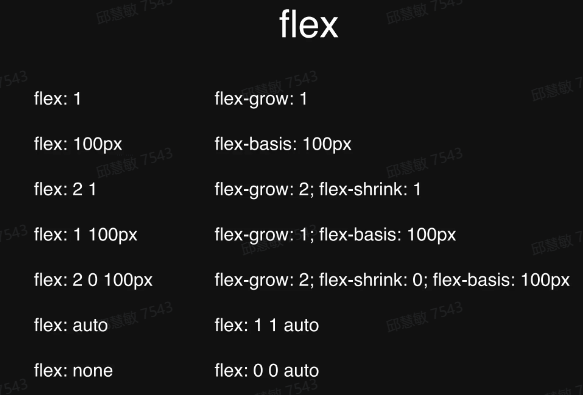 flex
flex: 1 flex-grow: 1
flex: 100px flex-basis: 100px
flex: 2 1 flex-grow: 2; flex-shrink: 1
flex: 1 100px flex-grow: 1; flex-basis: 100px
flex: 2 0 100px flex-grow: 2; flex-shrink: 0; flex-basis: 100px
flex: auto flex: 1 1 auto
flex: none flex: 0 0 auto
邱慧敏 7543